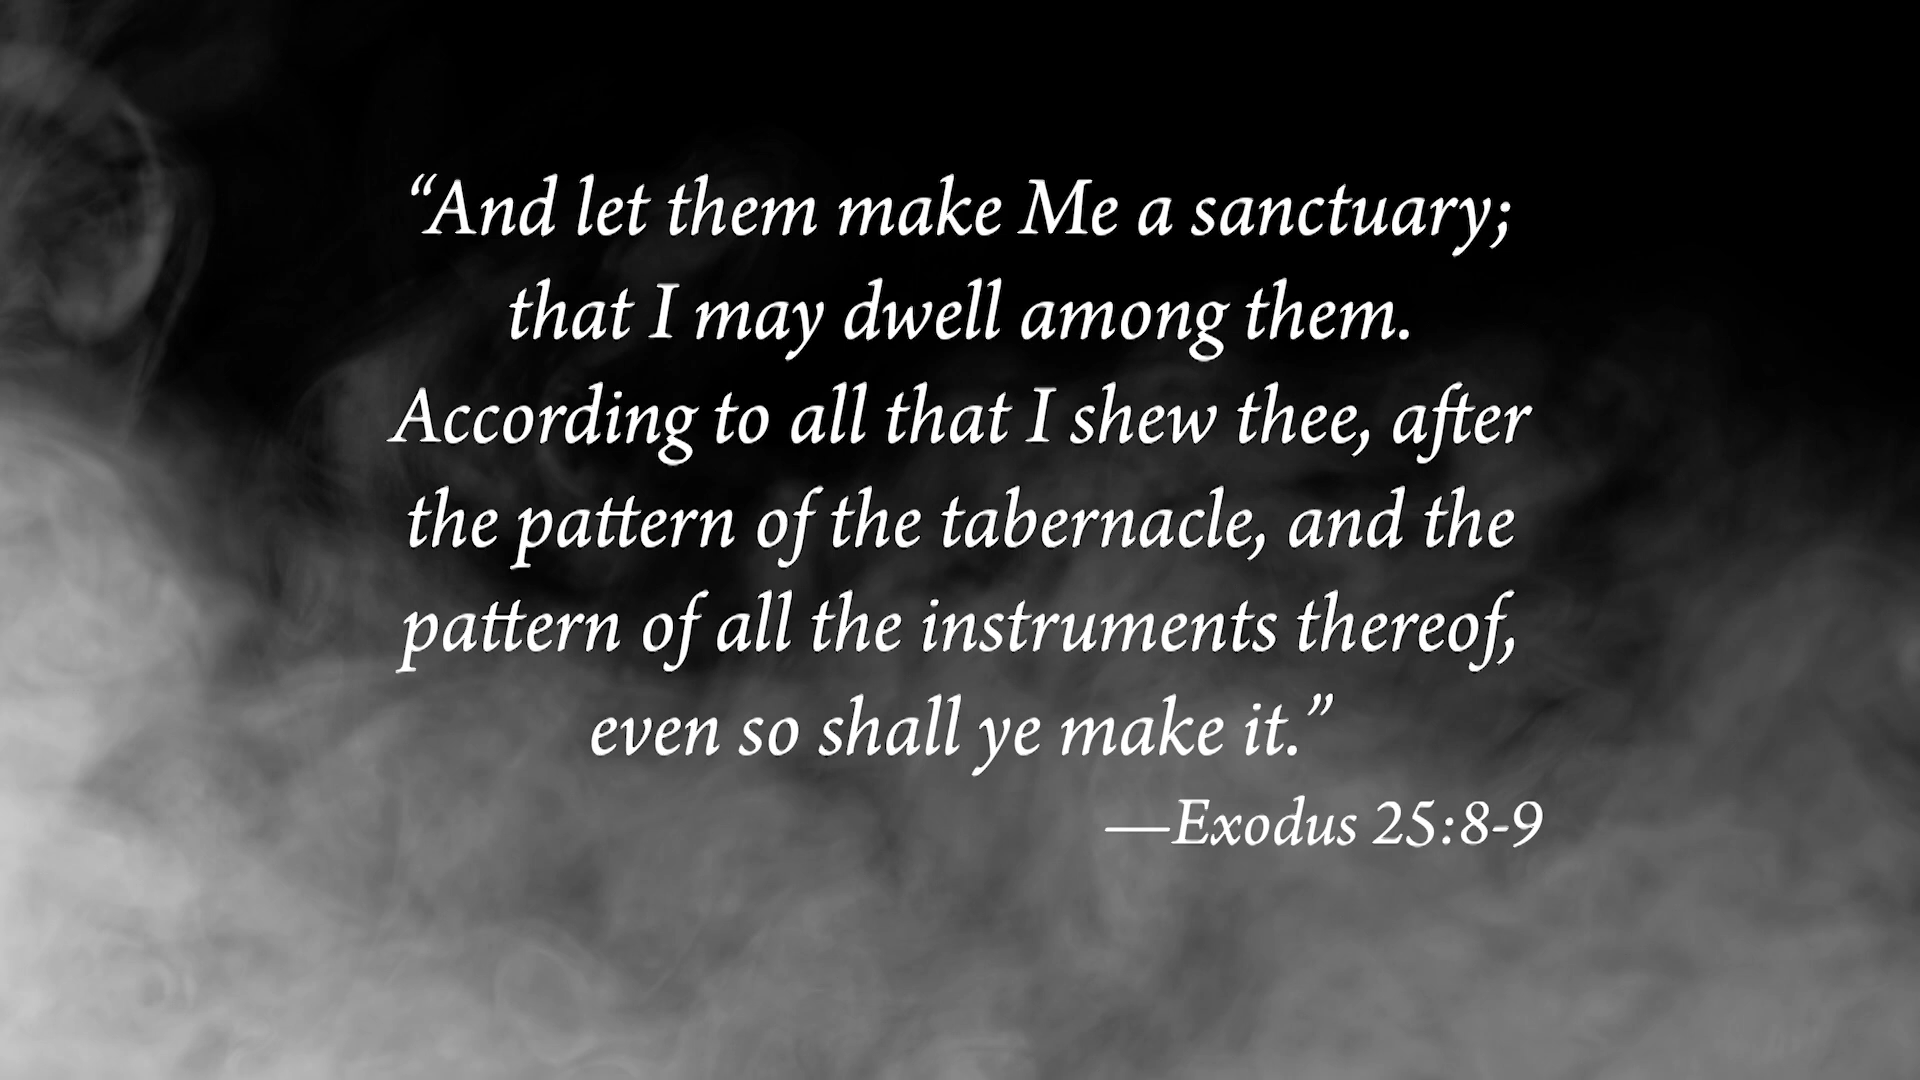 “And let them make Me a sanctuary;
that I may dwell among them.
According to all that I shew thee, after
the pattern of the tabernacle, and the
pattern of all the instruments thereof,
even so shall ye make it.”
—Exodus 25:8-9